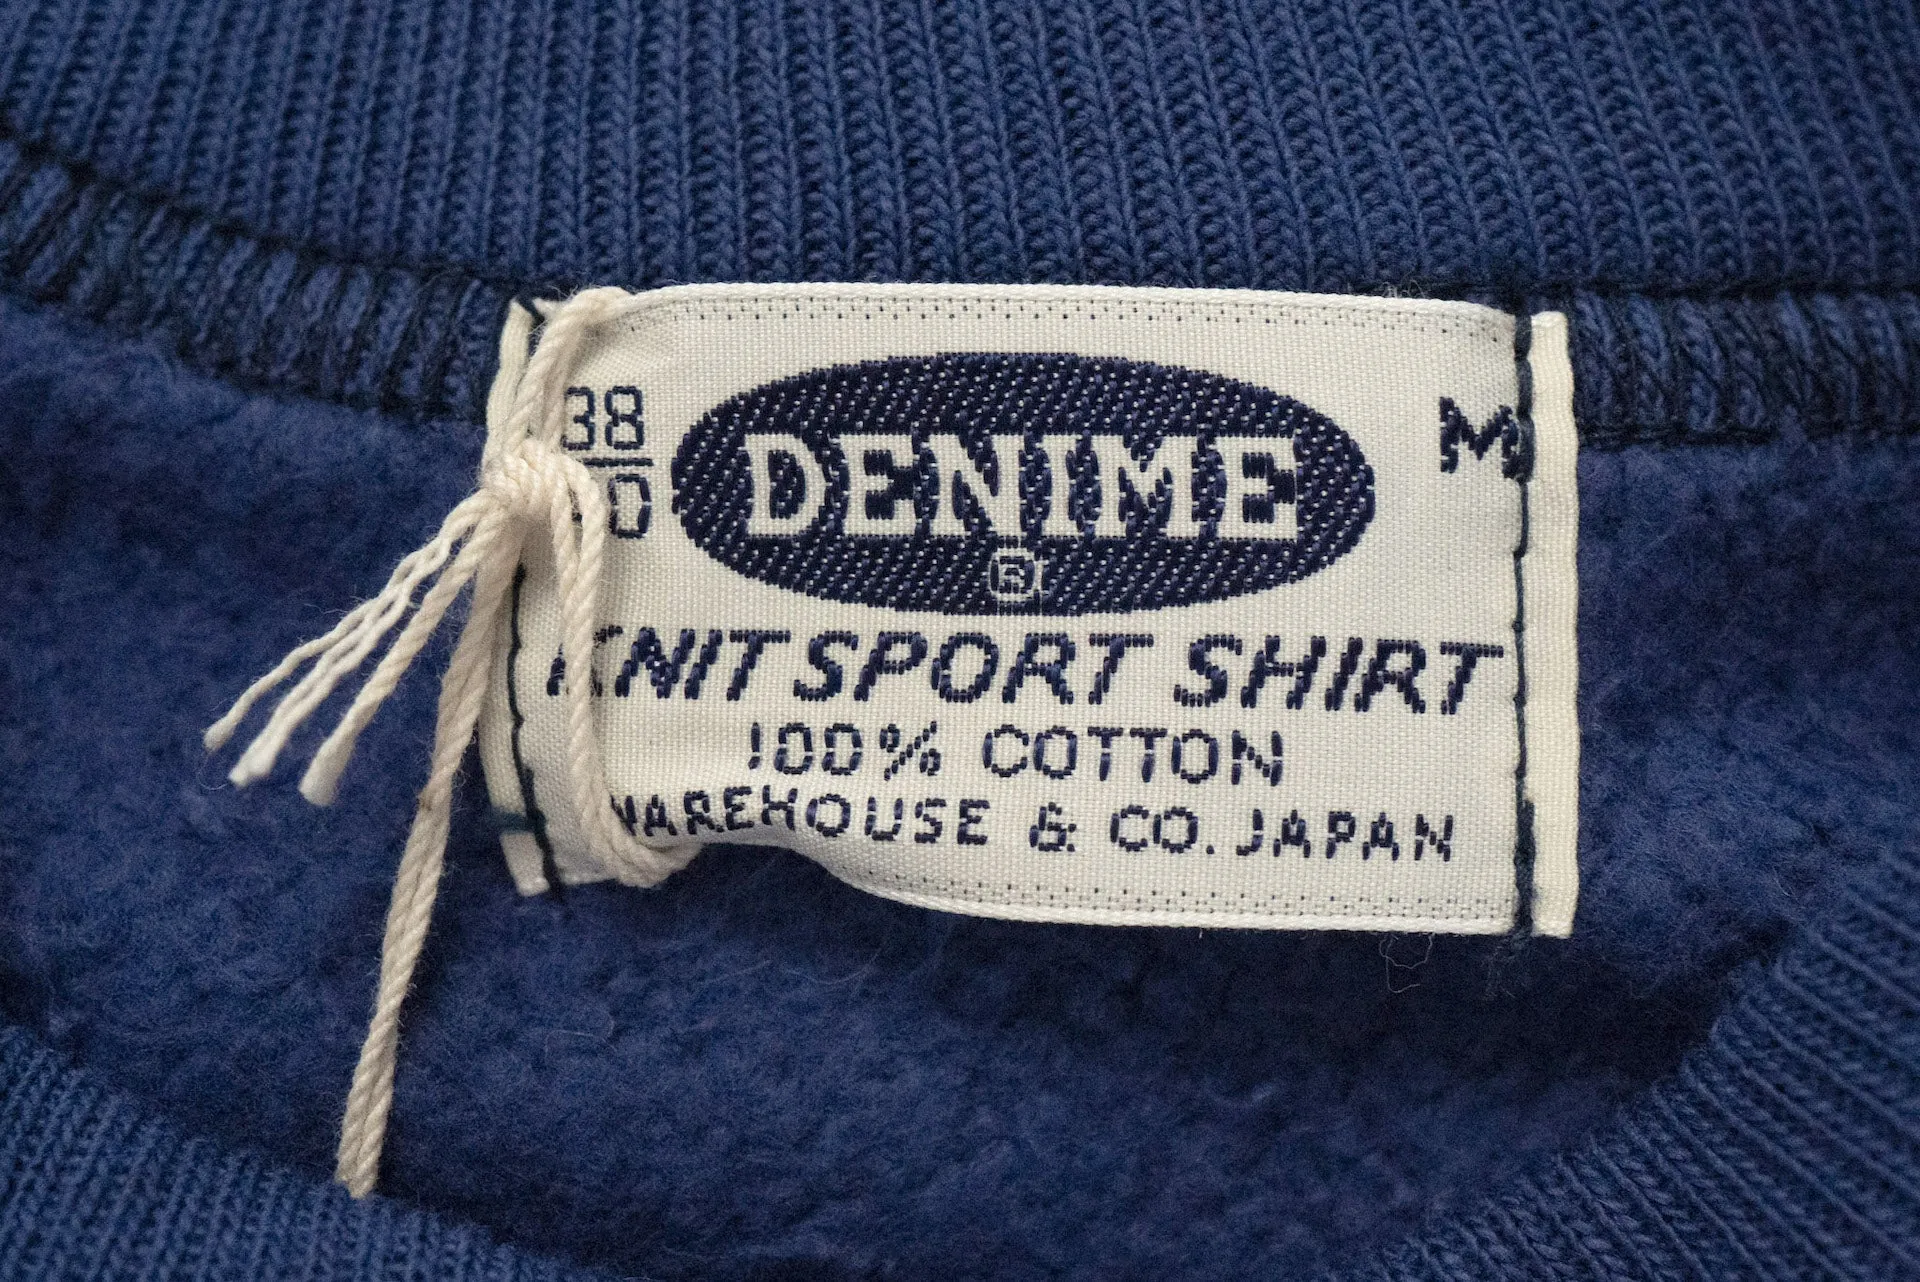 38
M
DENIME
®
KNIT SPORT SHIRT
100% COTTON
WAREHOUSE & CO. JAPAN